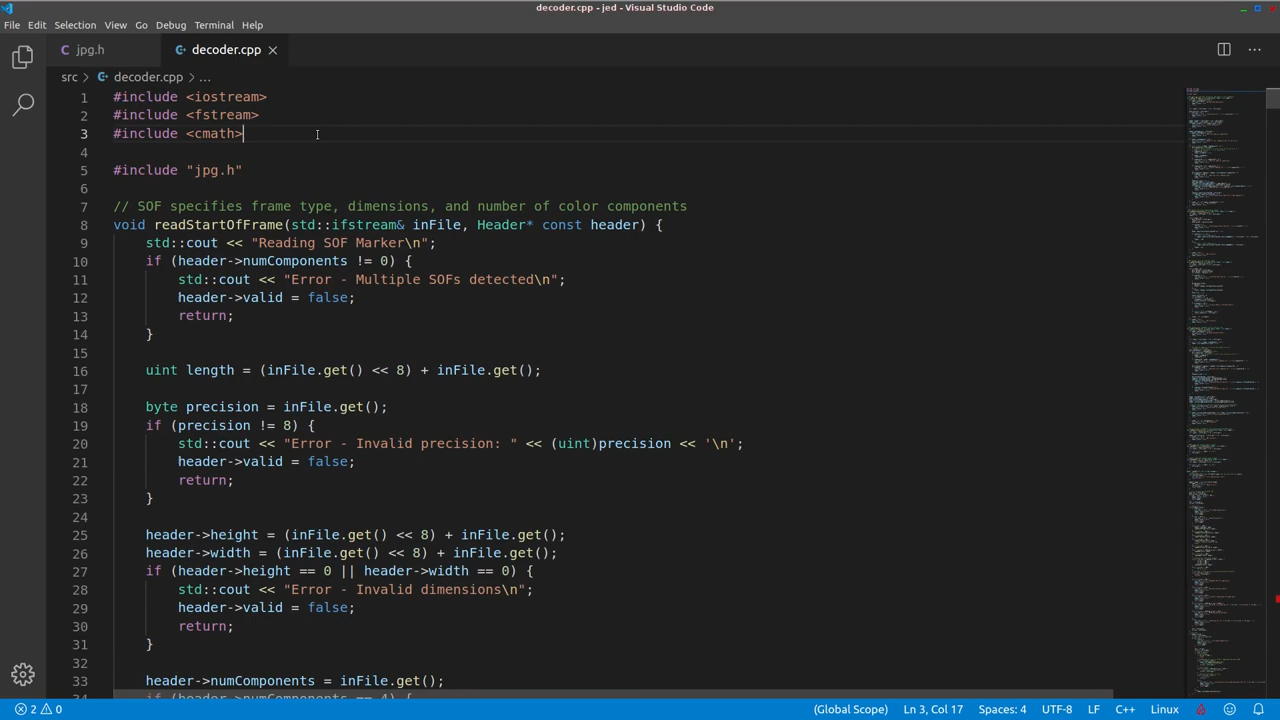 decoder.cpp - jed - Visual Studio Code
File Edit Selection View Go Debug Terminal Help
jpg.h
decoder.cpp
src > decoder.cpp > ...
1 #include <iostream>
2 #include <fstream>
3 #include <cmath>
4
5 #include "jpg.h"
6
7 // SOF specifies frame type, dimensions, and number of color components
8 void readStartOfFrame(std::ifstream& inFile, Header* const header) {
9 std::cout << "Reading SOF Marker\n";
10 if (header->numComponents != 0) {
11 std::cout << "Error - Multiple SOFs detected\n";
12 header->valid = false;
13 return;
14 }
15
16 uint length = (inFile.get() << 8) + inFile.get();
17
18 byte precision = inFile.get();
19 if (precision != 8) {
20 std::cout << "Error - Invalid precision: " << (uint)precision << '\n';
21 header->valid = false;
22 return;
23 }
24
25 header->height = (inFile.get() << 8) + inFile.get();
26 header->width = (inFile.get() << 8) + inFile.get();
27 if (header->height == 0 || header->width == 0) {
28 std::cout << "Error - Invalid dimensions\n";
29 header->valid = false;
30 return;
31 }
32
33 header->numComponents = inFile.get();
34 if (header->numComponents == 4) {
2 0 (Global Scope) Ln 3, Col 17 Spaces: 4 UTF-8 LF C++ Linux